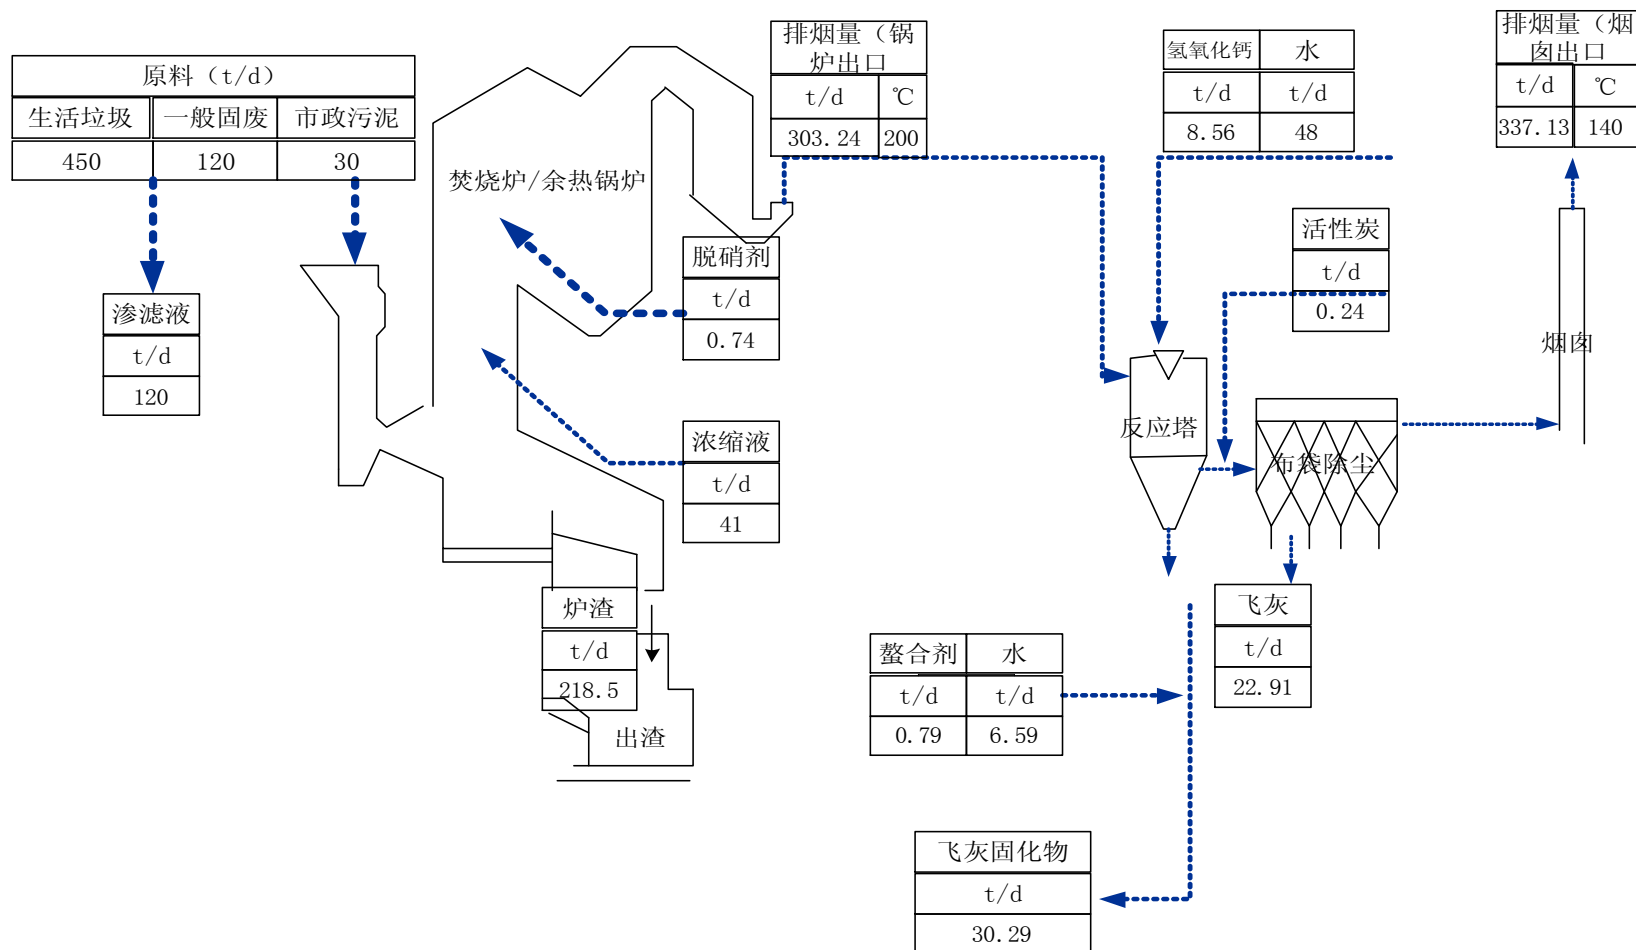 原料（t/d）
生活垃圾 一般固废 市政污泥
450 120 30
渗滤液
t/d
120
焚烧炉/余热锅炉
排烟量（锅
炉出口
t/d ℃
303.24 200
脱硝剂
t/d
0.74
浓缩液
t/d
41
炉渣
t/d
218.5
出渣
氢氧化钙 水
t/d t/d
8.56 48
活性炭
t/d
0.24
反应塔
布袋除尘
排烟量（烟
囱出口
t/d ℃
337.13 140
烟囱
飞灰
t/d
22.91
螯合剂 水
t/d t/d
0.79 6.59
飞灰固化物
t/d
30.29